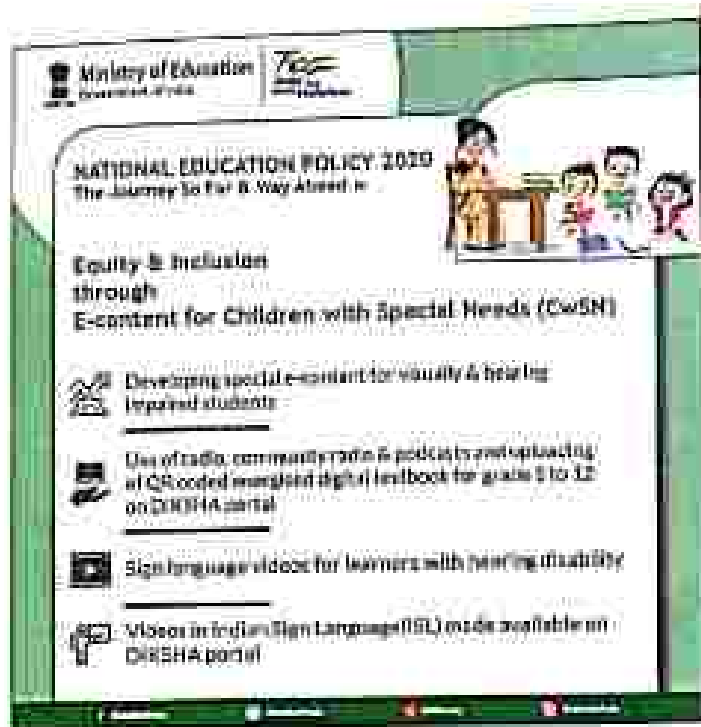 Ministry of Education
Government of India
NATIONAL EDUCATION POLICY 2020
The Journey So Far & Way Ahead
Equity & Inclusion
through
E-content for Children with Special Needs (CwSN)
Developing special e-content for visually & hearing
impaired students
Use of radio, community radio & podcasts and uploading
of QR coded energized digital textbook for grade 1 to 12
on DIKSHA portal
Sign language videos for learners with hearing disability
Videos in Indian Sign Language(ISL) made available on
DIKSHA portal